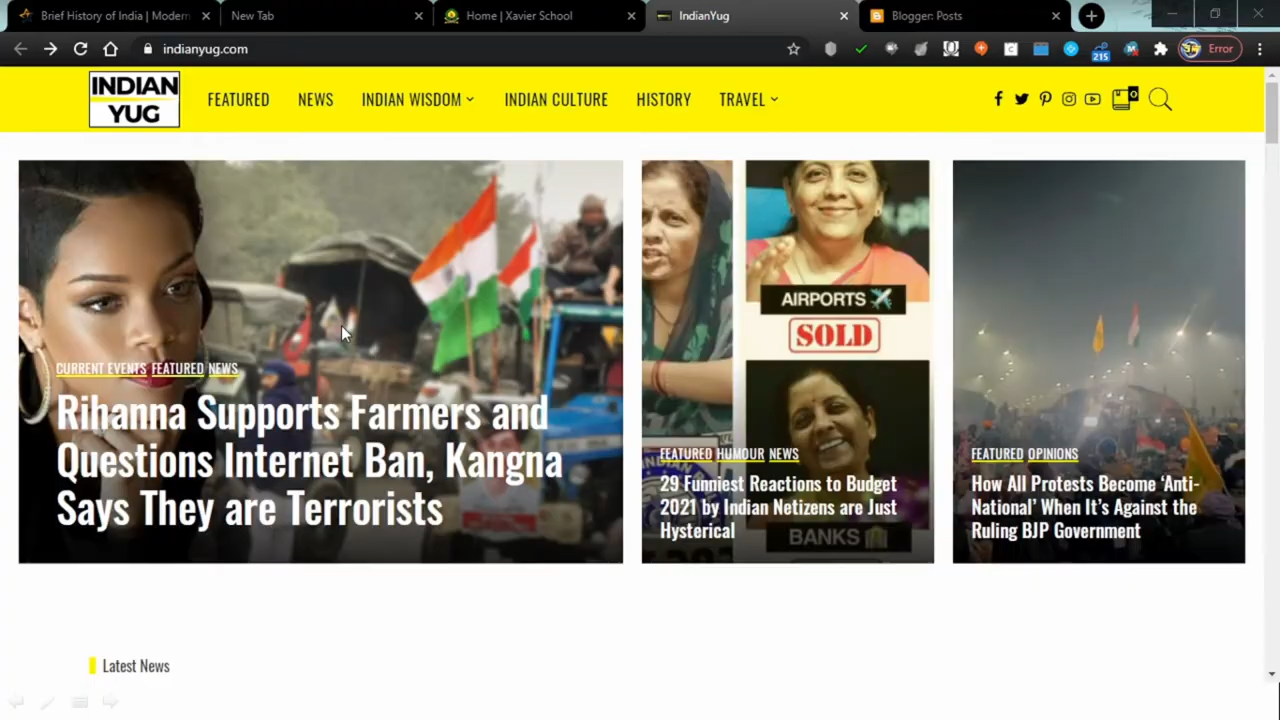 Brief History of India | Modern
New Tab
Home | Xavier School
IndianYug
Blogger: Posts
indianyug.com
215
Error
INDIAN
YUG
FEATURED
NEWS
INDIAN WISDOM
INDIAN CULTURE
HISTORY
TRAVEL
0
CURRENT EVENTS FEATURED NEWS
Rihanna Supports Farmers and
Questions Internet Ban, Kangna
Says They are Terrorists
AIRPORTS
SOLD
FEATURED HUMOUR NEWS
29 Funniest Reactions to Budget
2021 by Indian Netizens are Just
Hysterical
BANKS
FEATURED OPINIONS
How All Protests Become ‘Anti-
National’ When It’s Against the
Ruling BJP Government
Latest News